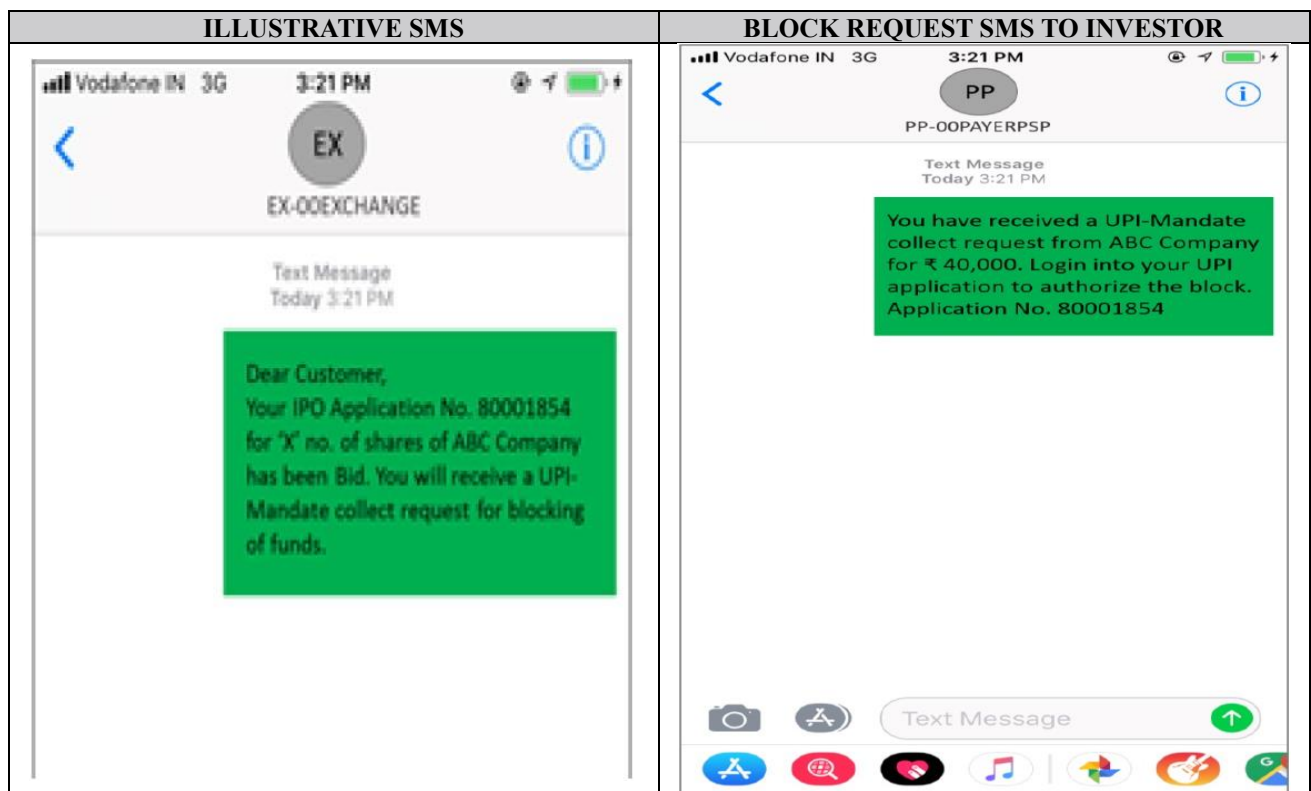 ILLUSTRATIVE SMS
Vodafone IN 3G 3:21 PM
EX
EX-00EXCHANGE
Text Message
Today 3:21 PM
Dear Customer,
Your IPO Application No. 80001854
for 'X' no. of shares of ABC Company
has been Bid. You will receive a UPI-
Mandate collect request for blocking
of funds.
BLOCK REQUEST SMS TO INVESTOR
Vodafone IN 3G 3:21 PM
PP
PP-00PAYERPSP
Text Message
Today 3:21 PM
You have received a UPI-Mandate
collect request from ABC Company
for ₹ 40,000. Login into your UPI
application to authorize the block.
Application No. 80001854
Text Message
G